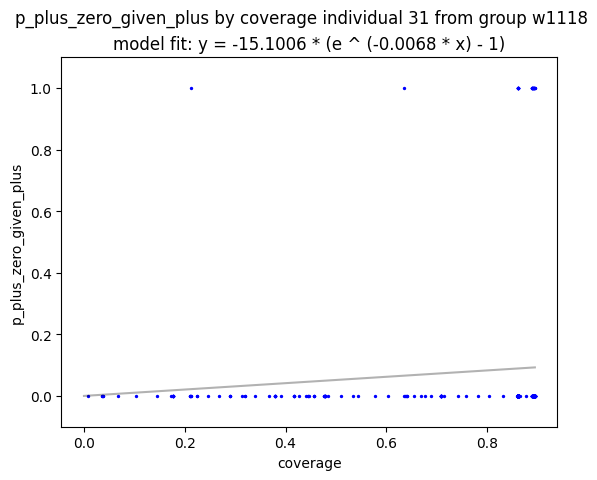 p_plus_zero_given_plus by coverage individual 31 from group w1118
model fit: y = -15.1006 * (e ^ (-0.0068 * x) - 1)
1.0
0.8
0.6
0.4
0.2
0.0
p_plus_zero_given_plus
0.0 0.2 0.4 0.6 0.8
coverage